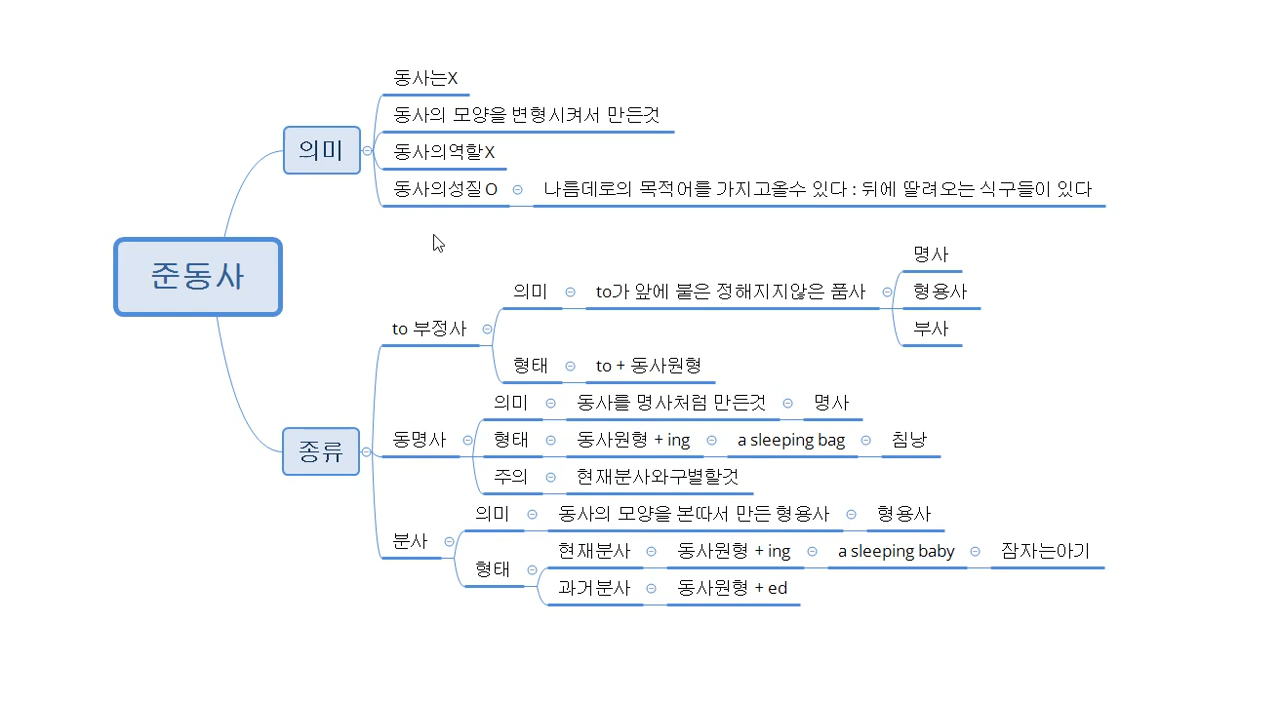 준동사
의미
동사는X
동사의 모양을 변형시켜서 만든것
동사의역할X
동사의성질O
나름데로의 목적어를 가지고올수 있다 : 뒤에 딸려오는 식구들이 있다
종류
to 부정사
의미
to가 앞에 붙은 정해지지않은 품사
명사
형용사
부사
형태
to + 동사원형
동명사
의미
동사를 명사처럼 만든것
명사
형태
동사원형 + ing
a sleeping bag
침낭
주의
현재분사와구별할것
분사
의미
동사의 모양을 본따서 만든 형용사
형용사
형태
현재분사
동사원형 + ing
a sleeping baby
잠자는아기
과거분사
동사원형 + ed